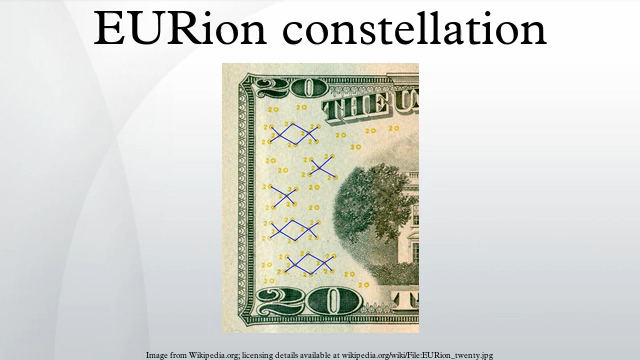 EURion constellation
20
THE U
20
T
Image from Wikipedia.org; licensing details available at wikipedia.org/wiki/File:EURion_twenty.jpg